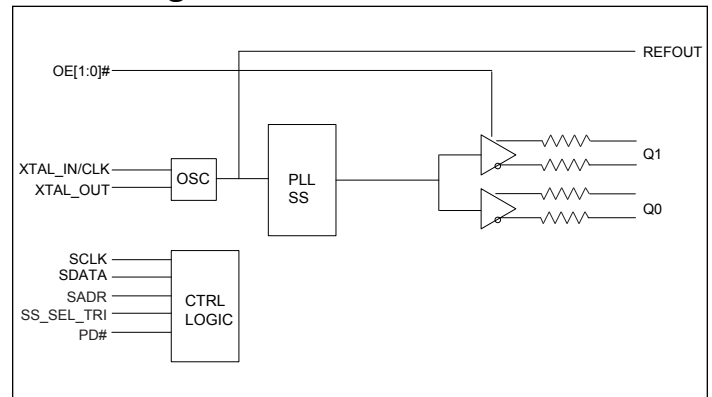 REFOUT
OE[1:0]#
Q1
XTAL_IN/CLK
XTAL_OUT
OSC
PLL
SS
Q0
SCLK
SDATA
SADR
SS_SEL_TRI
PD#
CTRL
LOGIC